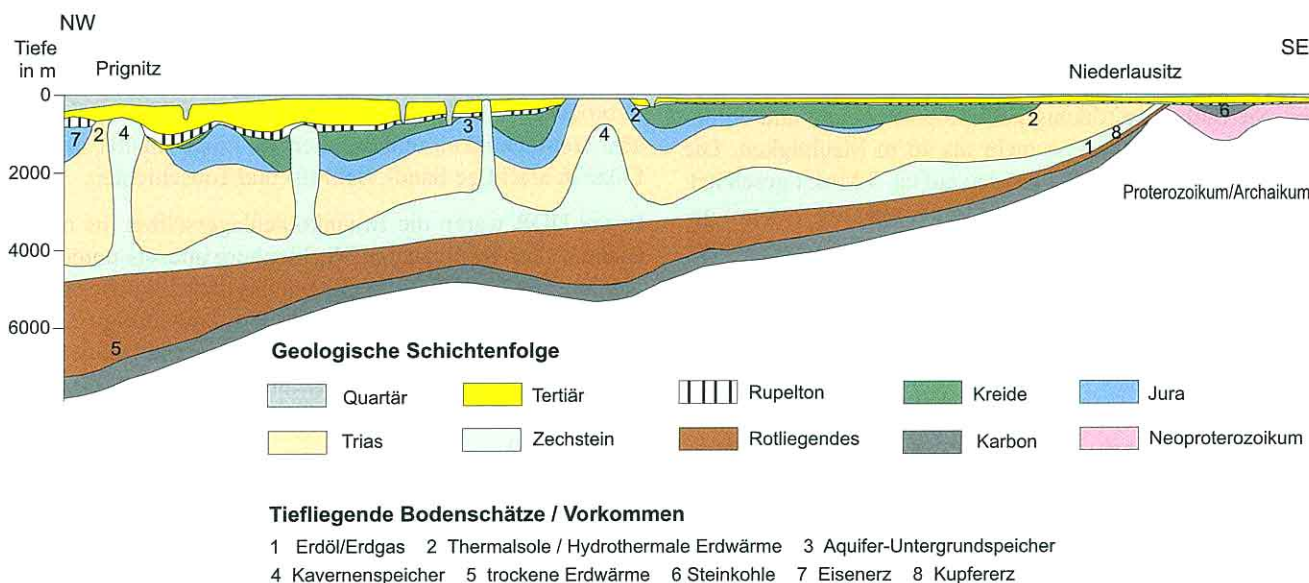 NW
SE
Tiefe
in m
Prignitz
Niederlausitz
0
2000
4000
6000
7 2 4 3 4 2 2 1 8 6
5
Proterozoikum/Archaikum
Geologische Schichtenfolge
Quartär Tertiär Rupelton Kreide Jura
Trias Zechstein Rotliegendes Karbon Neoproterozoikum
Tiefliegende Bodenschätze / Vorkommen
1 Erdöl/Erdgas 2 Thermalsole / Hydrothermale Erdwärme 3 Aquifer-Untergrundspeicher
4 Kavernenspeicher 5 trockene Erdwärme 6 Steinkohle 7 Eisenerz 8 Kupfererz